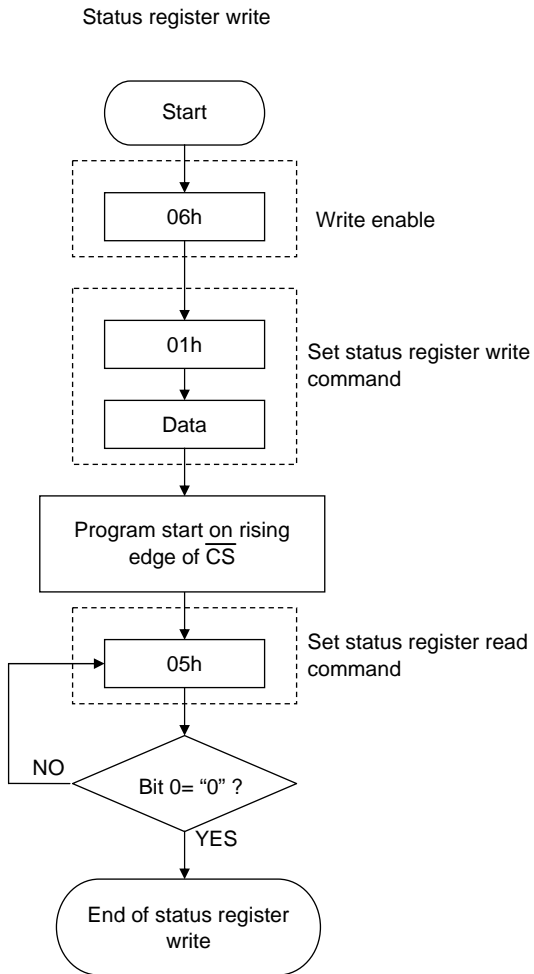 Status register write
Start
06h
Write enable
01h
Set status register write
command
Data
Program start on rising
edge of C̅S̅
Set status register read
command
05h
NO
Bit 0= “0” ?
YES
End of status register
write